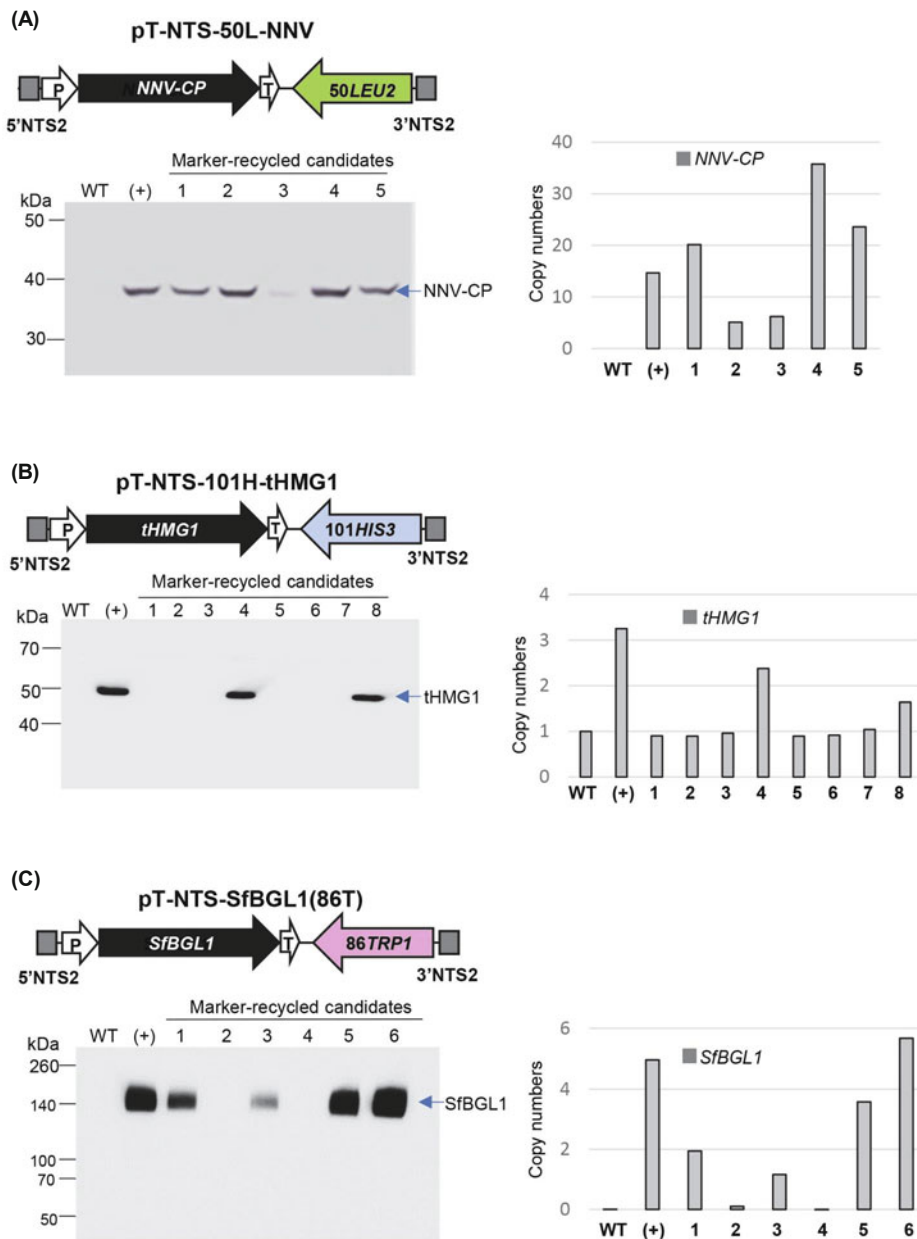 (A)
pT-NTS-50L-NNV
P NNV-CP T 50LEU2
5'NTS2 3'NTS2
Marker-recycled candidates
WT (+) 1 2 3 4 5
kDa
50
40
30
NNV-CP
NNV-CP
Copy numbers
40
30
20
10
0
WT (+) 1 2 3 4 5
(B)
pT-NTS-101H-tHMG1
P tHMG1 T 101HIS3
5'NTS2 3'NTS2
Marker-recycled candidates
WT (+) 1 2 3 4 5 6 7 8
kDa
70
50
40
tHMG1
tHMG1
Copy numbers
4
3
2
1
0
WT (+) 1 2 3 4 5 6 7 8
(C)
pT-NTS-SfBGL1(86T)
P SfBGL1 T 86TRP1
5'NTS2 3'NTS2
Marker-recycled candidates
WT (+) 1 2 3 4 5 6
kDa
260
140
100
70
50
SfBGL1
SfBGL1
Copy numbers
6
4
2
0
WT (+) 1 2 3 4 5 6